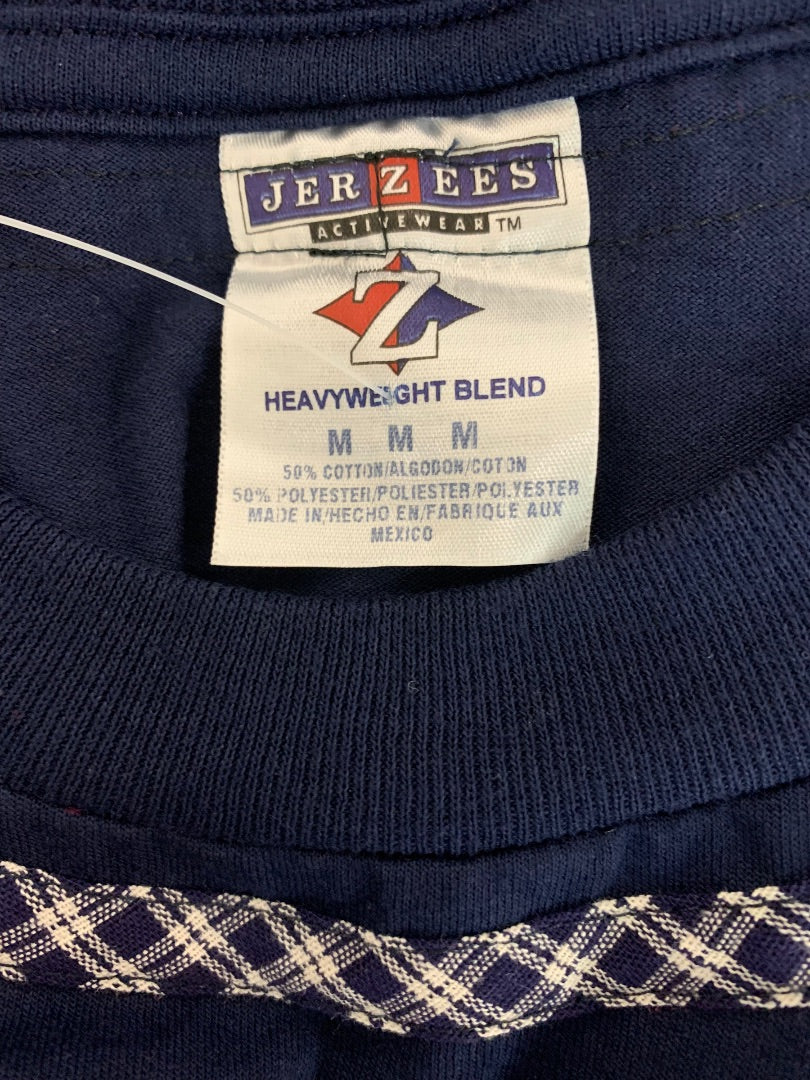 JERZEES
ACTIVEWEAR TM
Z
HEAVYWEIGHT BLEND
M M M
50% COTTON/ALGODON/COTON
50% POLYESTER/POLIESTER/POLYESTER
MADE IN/HECHO EN/FABRIQUE AUX
MEXICO